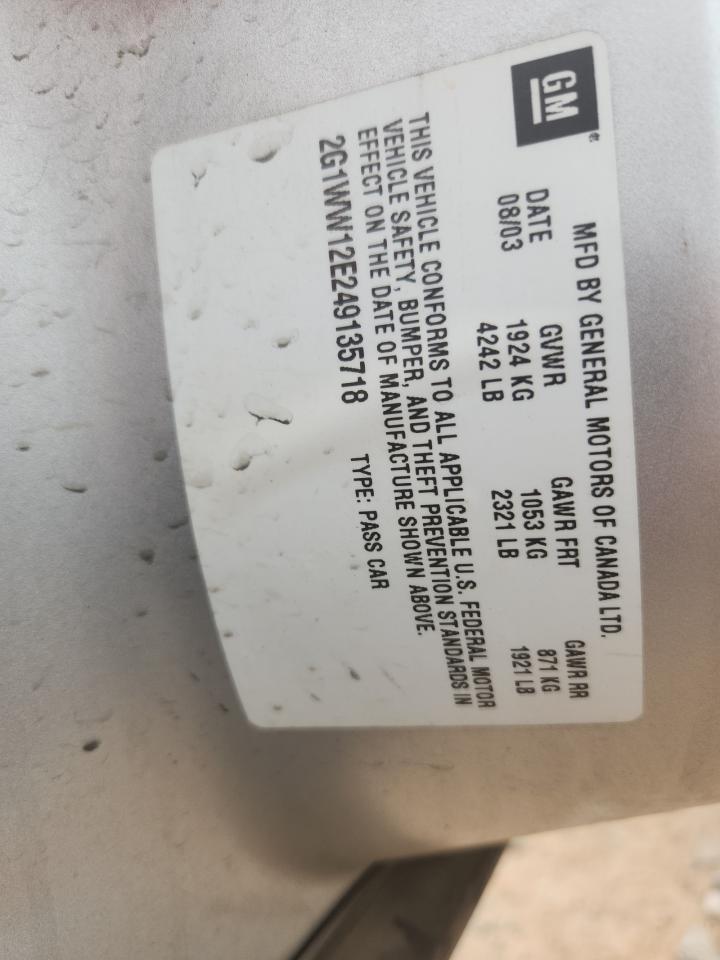 GM®
MFD BY GENERAL MOTORS OF CANADA LTD.
DATE GVWR GAWR FRT GAWR RR
08/03 1924 KG 1053 KG 871 KG
4242 LB 2321 LB 1921 LB
THIS VEHICLE CONFORMS TO ALL APPLICABLE U.S. FEDERAL MOTOR
VEHICLE SAFETY, BUMPER, AND THEFT PREVENTION STANDARDS IN
EFFECT ON THE DATE OF MANUFACTURE SHOWN ABOVE.
2G1WW12E249135718 TYPE: PASS CAR